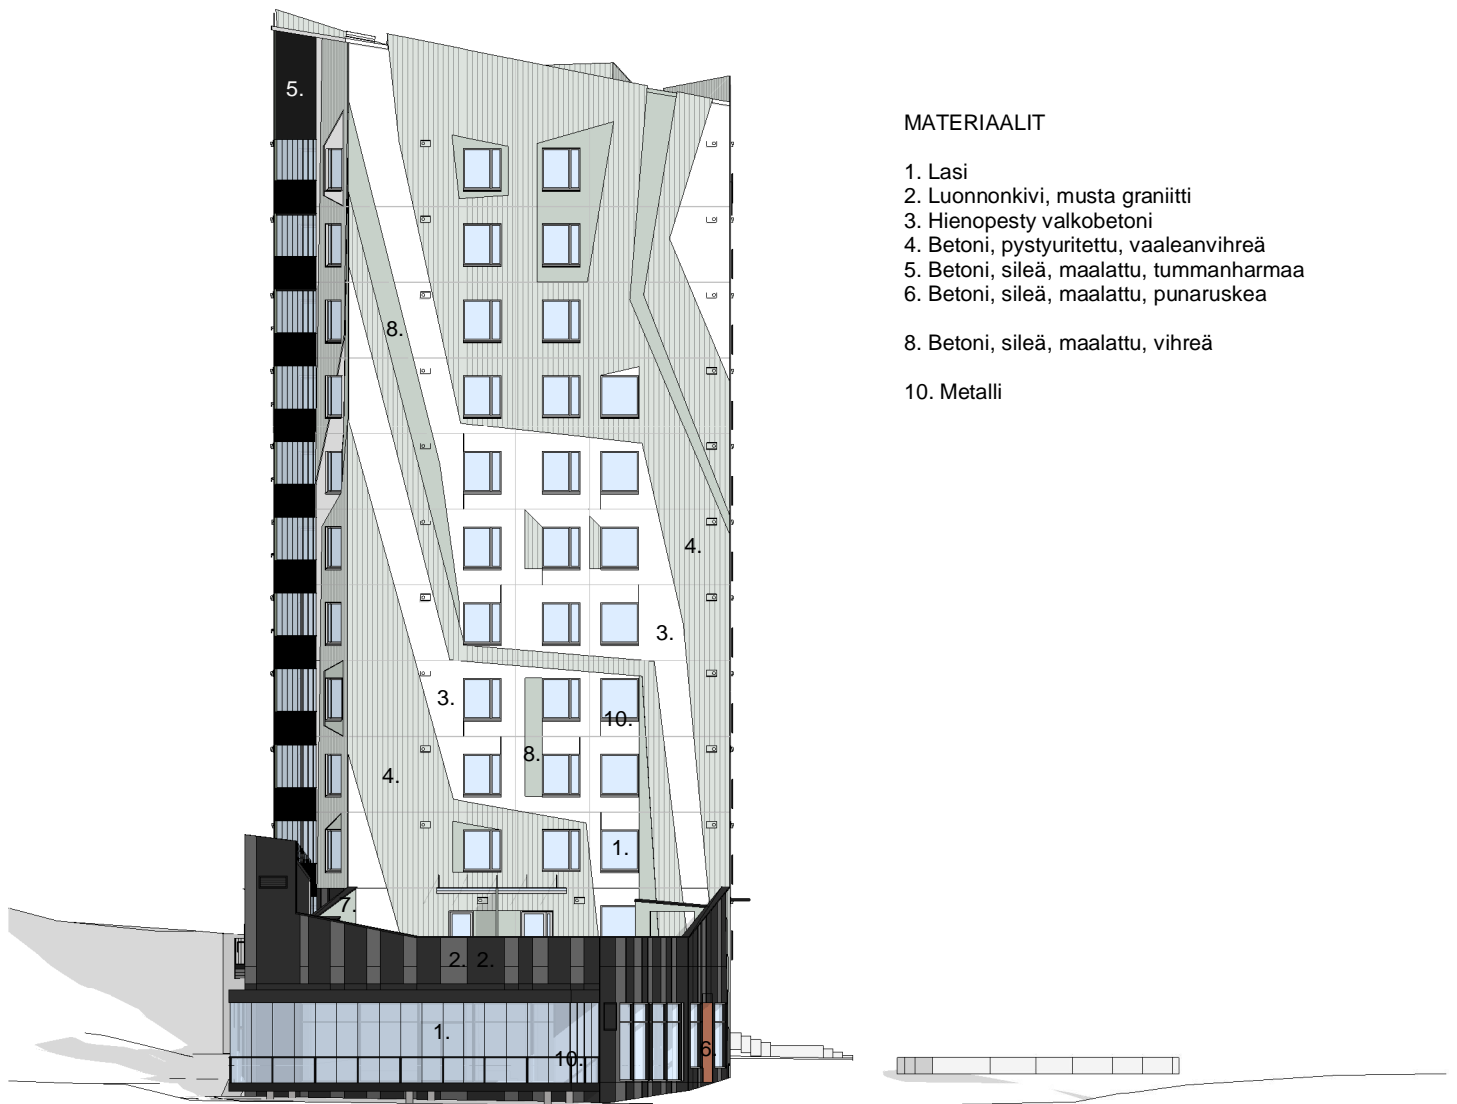 MATERIAALIT
1. Lasi
2. Luonnonkivi, musta graniitti
3. Hienopesty valkobetoni
4. Betoni, pystyuritettu, vaaleanvihreä
5. Betoni, sileä, maalattu, tummanharmaa
6. Betoni, sileä, maalattu, punaruskea
8. Betoni, sileä, maalattu, vihreä
10. Metalli
5.
8.
4.
3.
3.
10.
8.
4.
1.
7.
2. 2.
1.
10.
6.